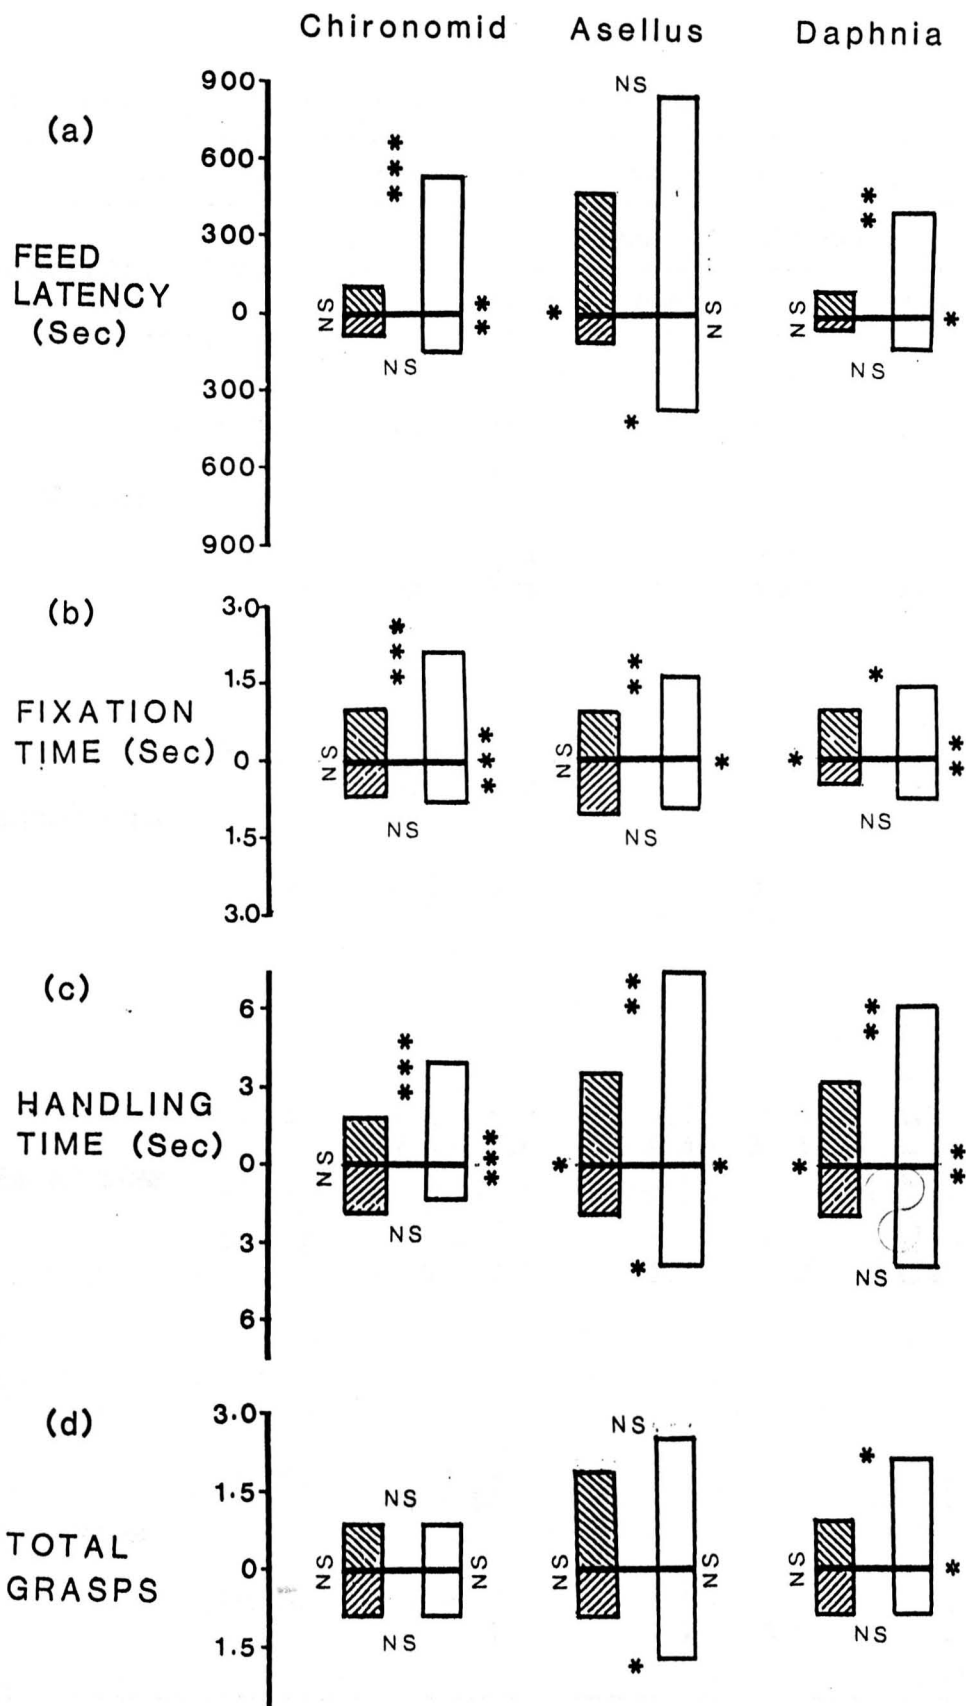 Chironomid Asellus Daphnia
(a)
FEED
LATENCY
(Sec)
900
600
300
0
300
600
900
***
NS
**
NS
NS
*
NS
*
**
NS
*
NS
(b)
FIXATION
TIME (Sec)
3.0
1.5
0
1.5
3.0
***
NS
***
NS
**
NS
*
NS
*
*
**
NS
(c)
HANDLING
TIME (Sec)
6
3
0
3
6
***
NS
***
NS
**
*
*
*
**
*
**
NS
(d)
TOTAL
GRASPS
3.0
1.5
0
1.5
NS
NS
NS
NS
NS
NS
NS
*
*
NS
*
NS